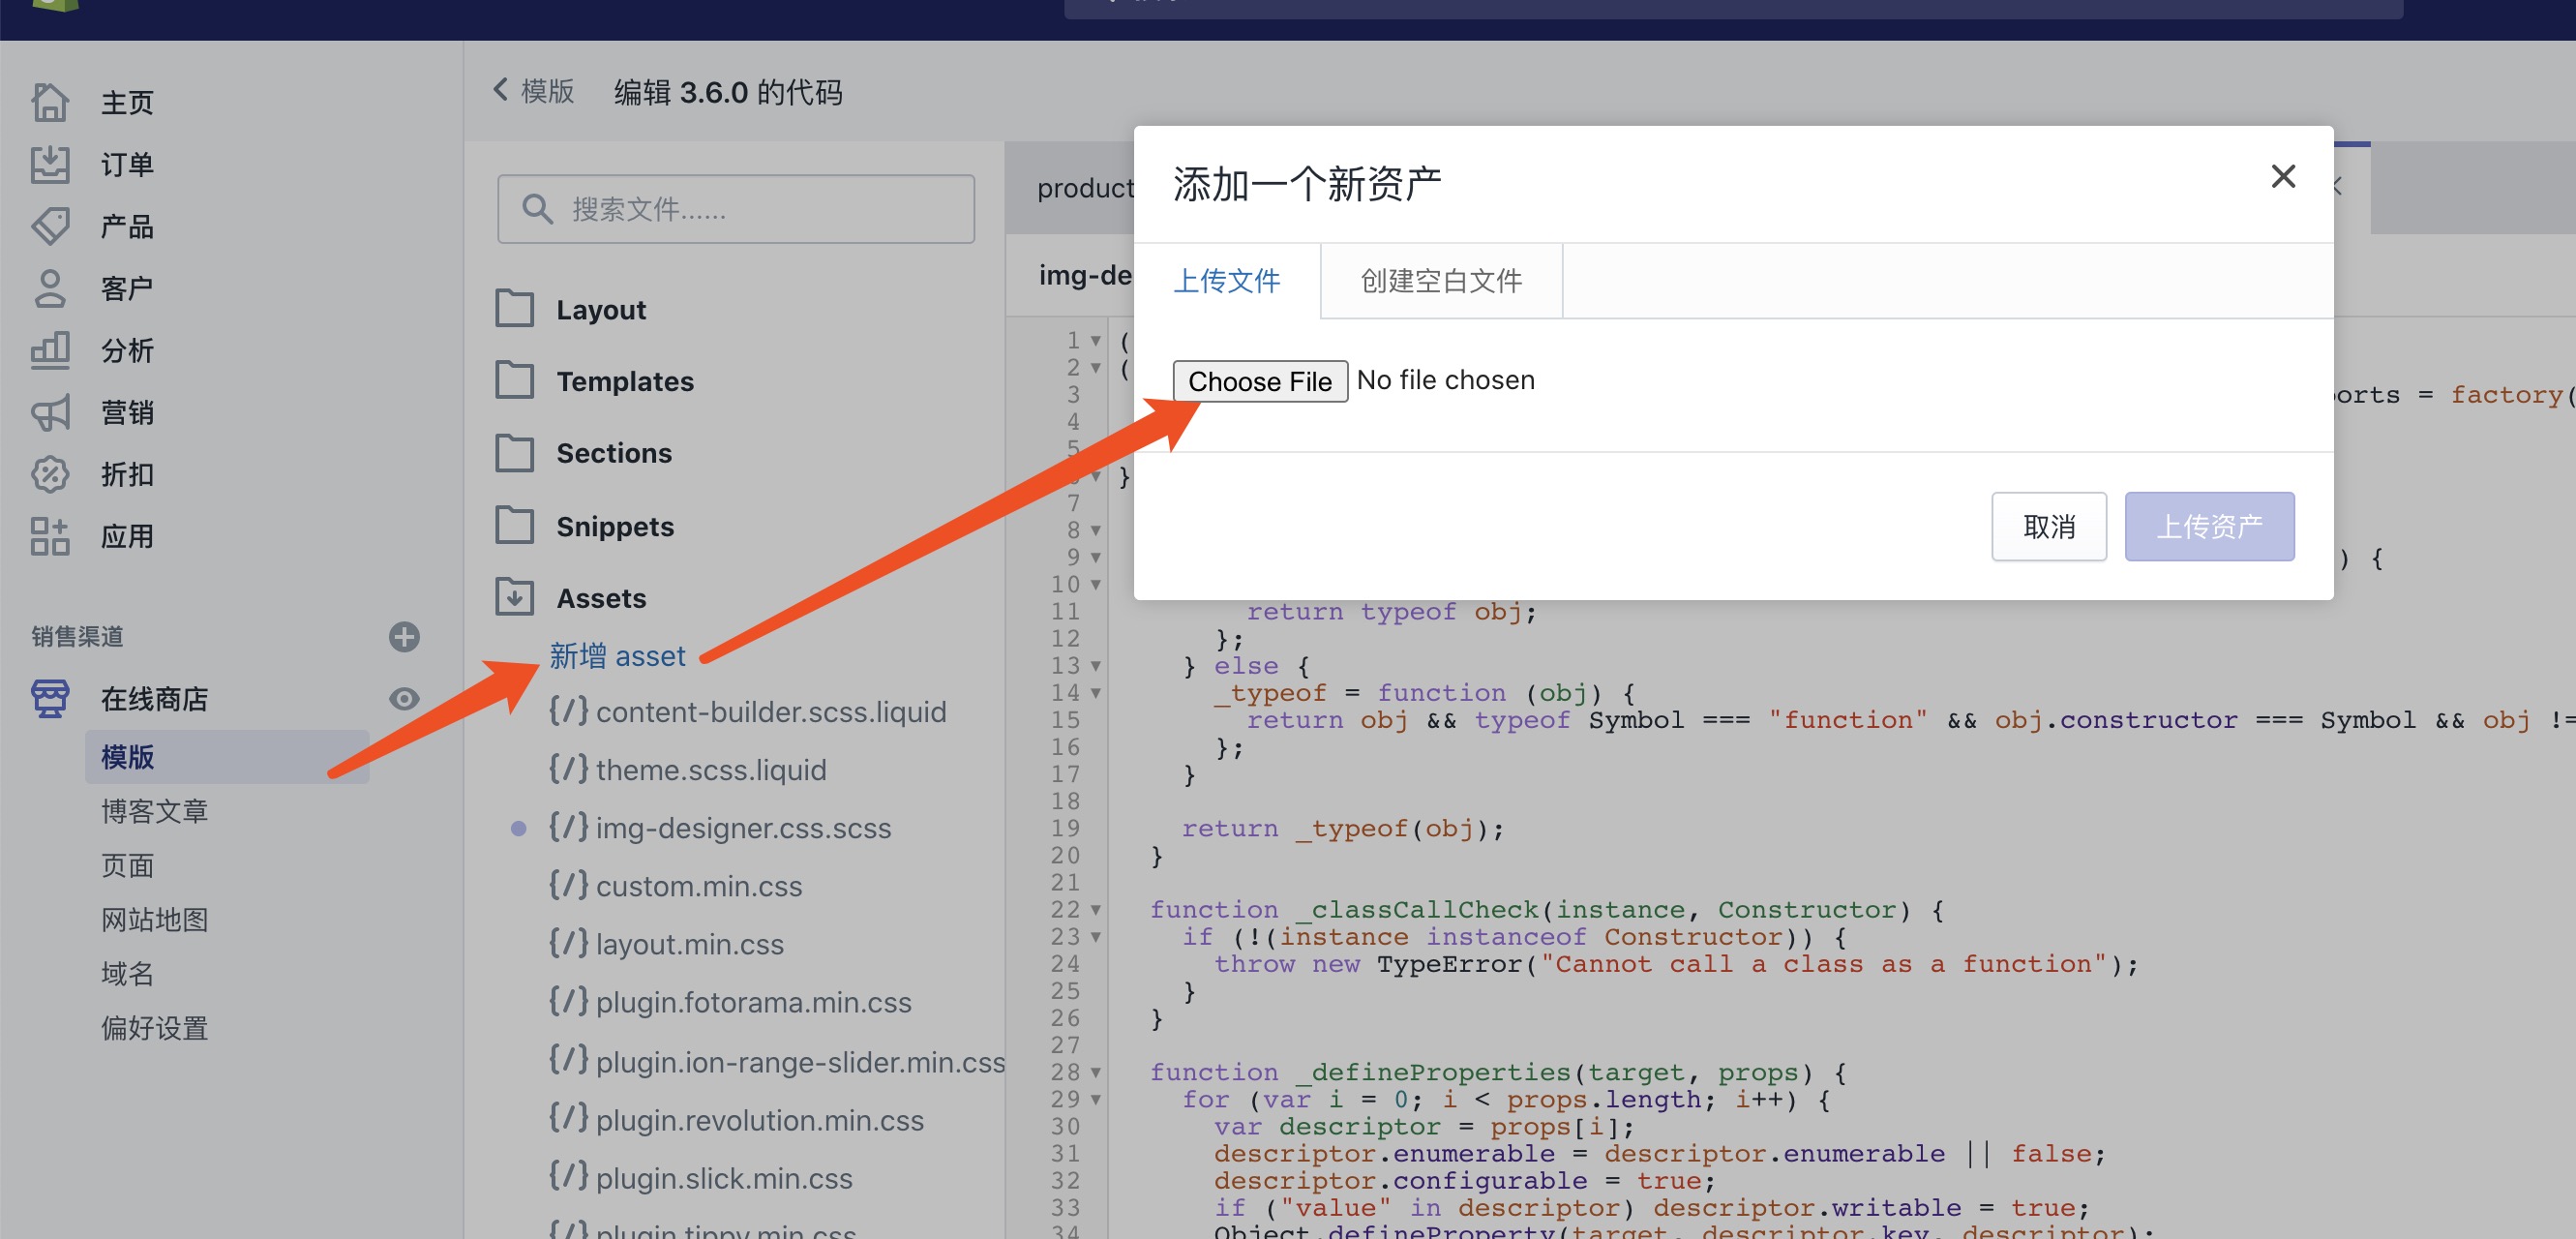 主页
订单
产品
客户
分析
营销
折扣
应用
销售渠道
在线商店
模版
博客文章
页面
网站地图
域名
偏好设置
模版
编辑 3.6.0 的代码
搜索文件......
Layout
Templates
Sections
Snippets
Assets
新增 asset
{/} content-builder.scss.liquid
{/} theme.scss.liquid
{/} img-designer.css.scss
{/} custom.min.css
{/} layout.min.css
{/} plugin.fotorama.min.css
{/} plugin.ion-range-slider.min.css
{/} plugin.revolution.min.css
{/} plugin.slick.min.css
{/} plugin.tippy.min.css
product
img-de
添加一个新资产
上传文件
创建空白文件
Choose File No file chosen
取消
上传资产
1 (
2 (
3 orts = factory(
4
5
}
7
8
9 ) {
10
11 return typeof obj;
12 };
13 } else {
14 _typeof = function (obj) {
15 return obj && typeof Symbol === "function" && obj.constructor === Symbol && obj !=
16 };
17 }
18
19 return _typeof(obj);
20 }
21
22 function _classCallCheck(instance, Constructor) {
23 if (!(instance instanceof Constructor)) {
24 throw new TypeError("Cannot call a class as a function");
25 }
26 }
27
28 function _defineProperties(target, props) {
29 for (var i = 0; i < props.length; i++) {
30 var descriptor = props[i];
31 descriptor.enumerable = descriptor.enumerable || false;
32 descriptor.configurable = true;
33 if ("value" in descriptor) descriptor.writable = true;
34 Object.defineProperty(target, descriptor.key, descriptor);